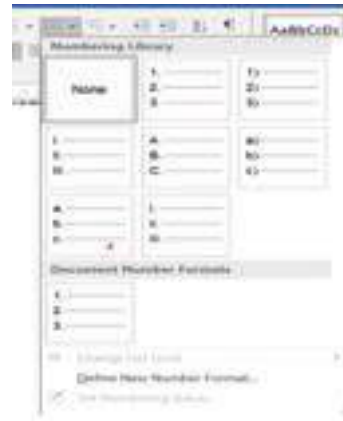 AaBbCcDc
Numbering Library
None
1.
2.
3.
1)
2)
3)
I.
II.
III.
A.
B.
C.
a)
b)
c)
a.
b.
c.
i.
ii.
iii.
Document Number Formats
1.
2.
3.
Change List Level
Define New Number Format...
Set Numbering Value...